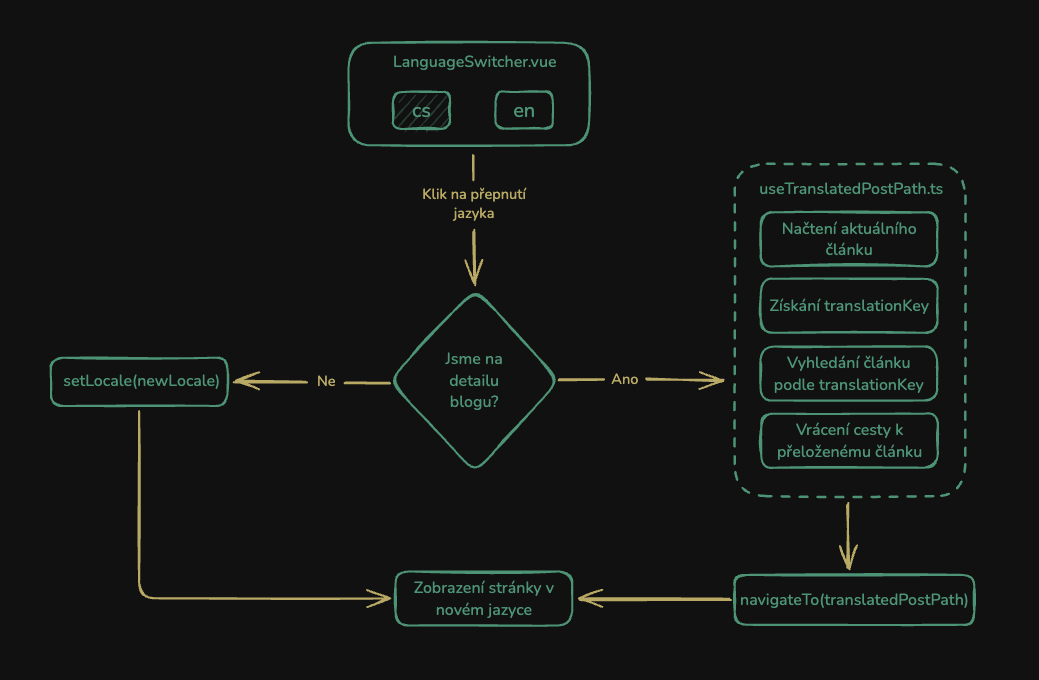 LanguageSwitcher.vue
cs
en
Klik na přepnutí
jazyka
Jsme na
detailu
blogu?
Ne
Ano
setLocale(newLocale)
useTranslatedPostPath.ts
Načtení aktuálního
článku
Získání translationKey
Vyhledání článku
podle translationKey
Vrácení cesty k
přeloženému článku
navigateTo(translatedPostPath)
Zobrazení stránky v
novém jazyce